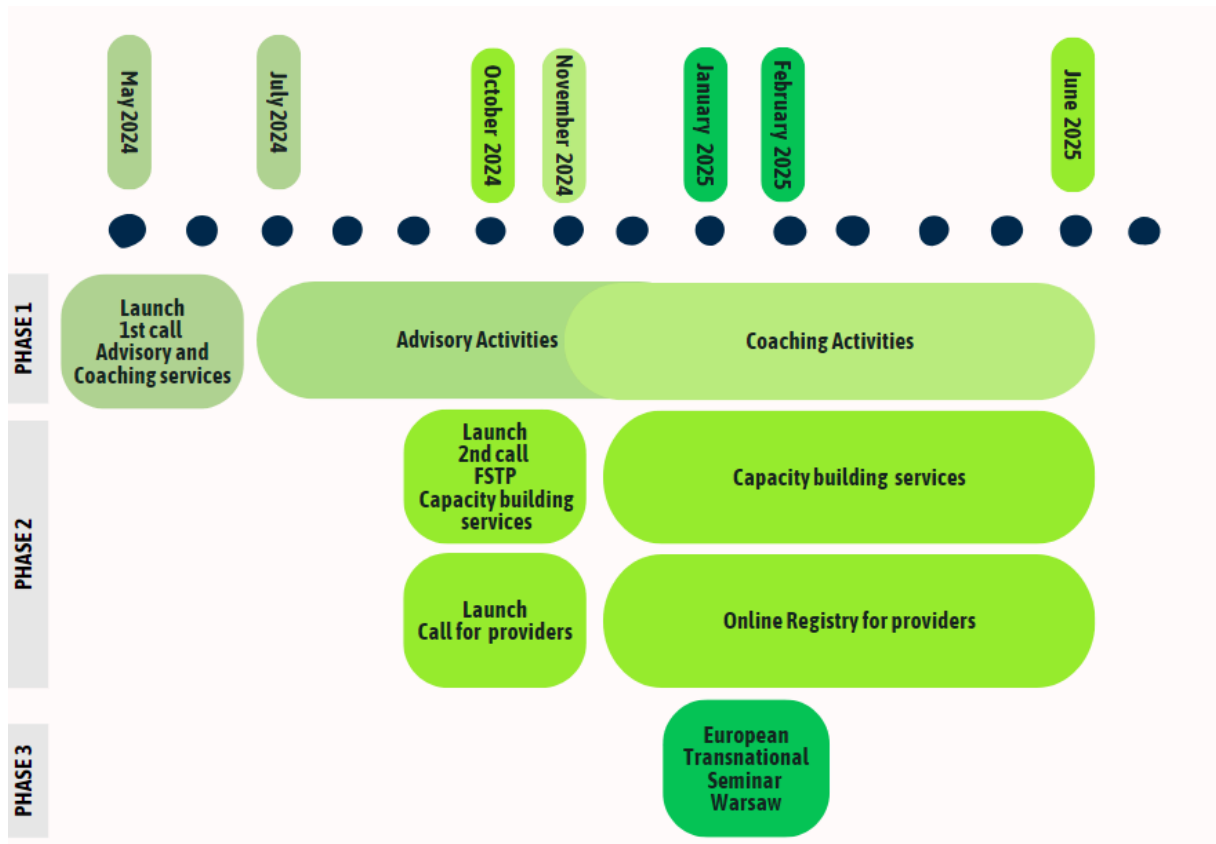 May 2024
July 2024
October 2024
November 2024
January 2025
February 2025
June 2025
PHASE 1
Launch
1st call
Advisory and
Coaching services
Advisory Activities
Coaching Activities
PHASE 2
Launch
2nd call
FSTP
Capacity building
services
Capacity building services
Launch
Call for providers
Online Registry for providers
PHASE 3
European
Transnational
Seminar
Warsaw